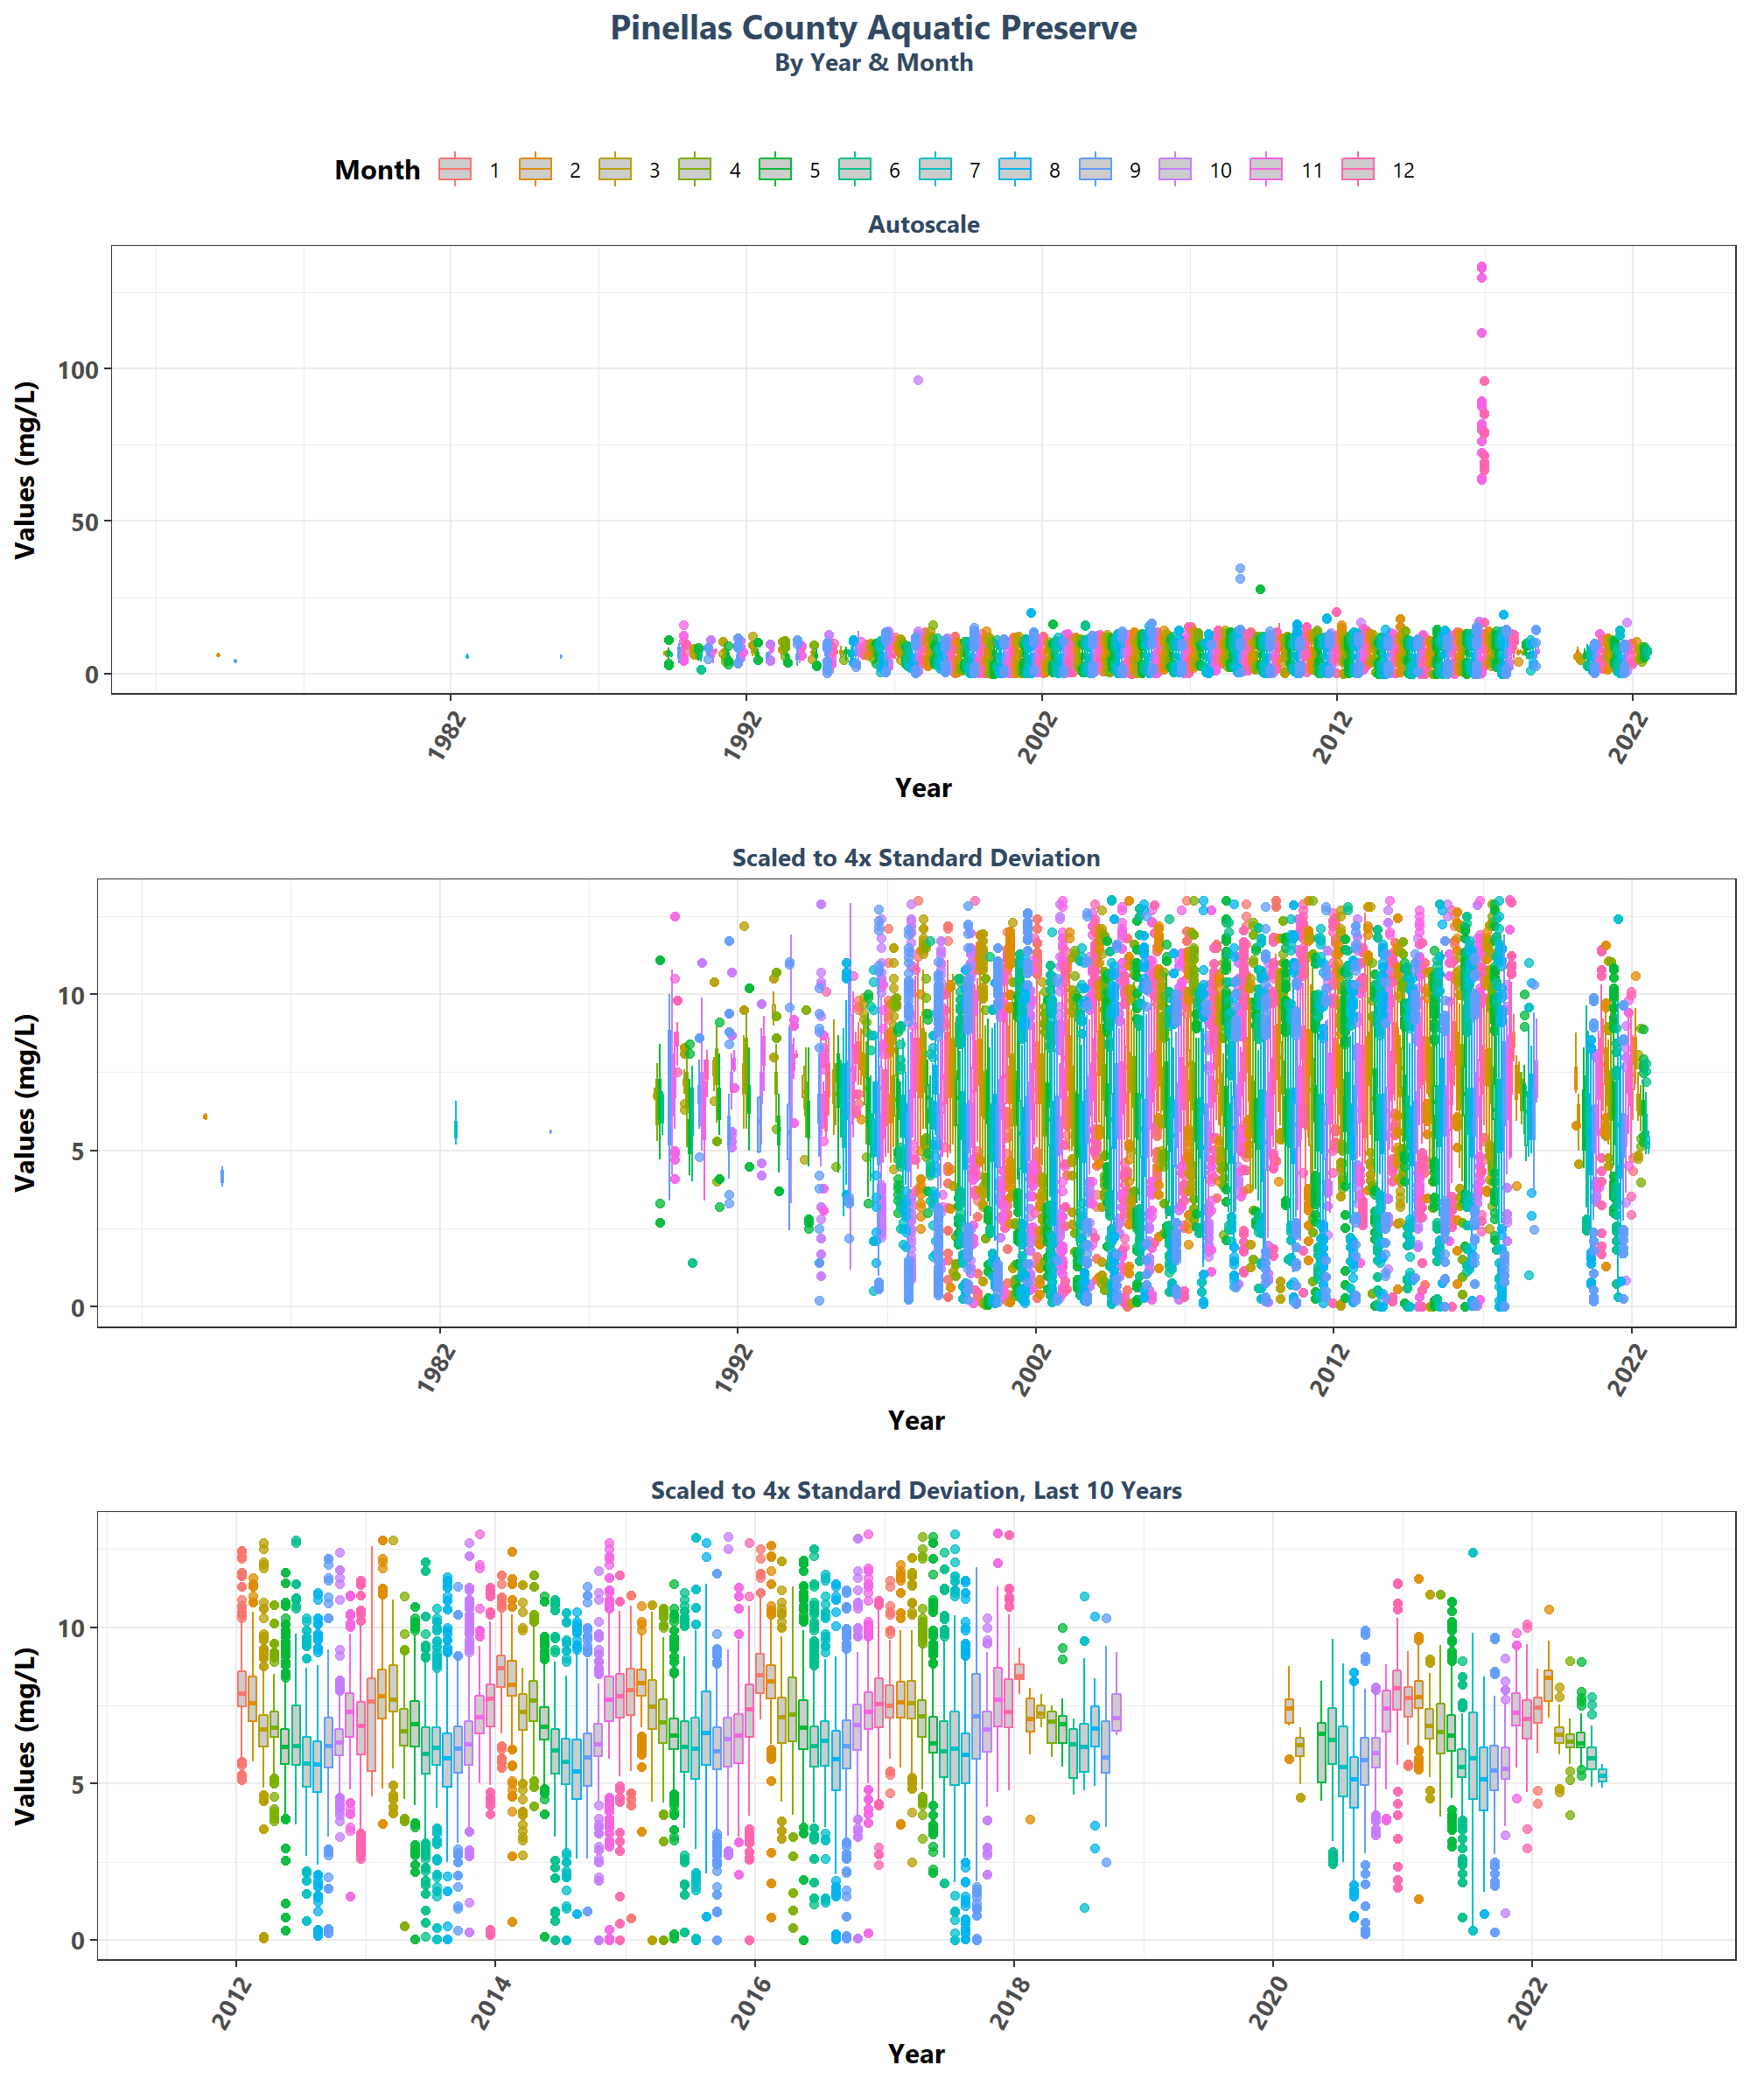 Pinellas County Aquatic Preserve
By Year & Month
Month 1 2 3 4 5 6 7 8 9 10 11 12
Autoscale
Values (mg/L)
100
50
0
1982 1992 2002 2012 2022
Year
Scaled to 4x Standard Deviation
Values (mg/L)
10
5
0
1982 1992 2002 2012 2022
Year
Scaled to 4x Standard Deviation, Last 10 Years
Values (mg/L)
10
5
0
2012 2014 2016 2018 2020 2022
Year